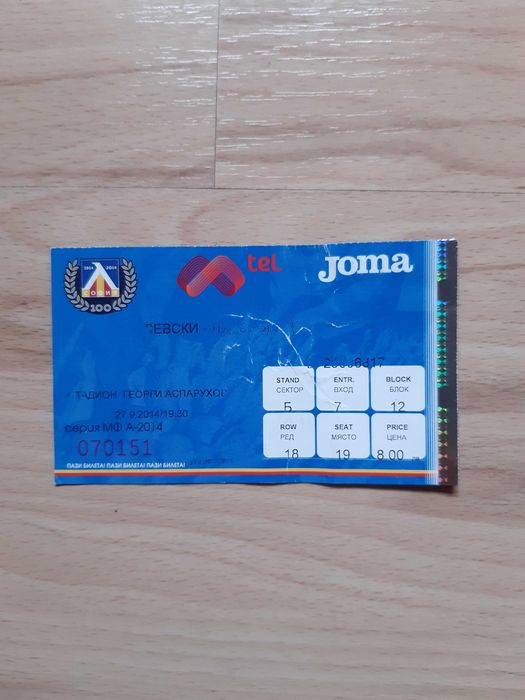 1914 2014
СОФИЯ
100
tel
Joma
ЛЕВСКИ -
ТАДИОН ГЕОРГИ АСПАРУХОВ
27.9.2014/19:30
серия МФ А-2014
070151
ПАЗИ БИЛЕТА! ПАЗИ БИЛЕТА! ПАЗИ БИЛЕТА!
STAND
СЕКТОР
Б
ENTR.
ВХОД
7
BLOCK
БЛОК
12
ROW
РЕД
18
SEAT
МЯСТО
19
PRICE
ЦЕНА
8.00